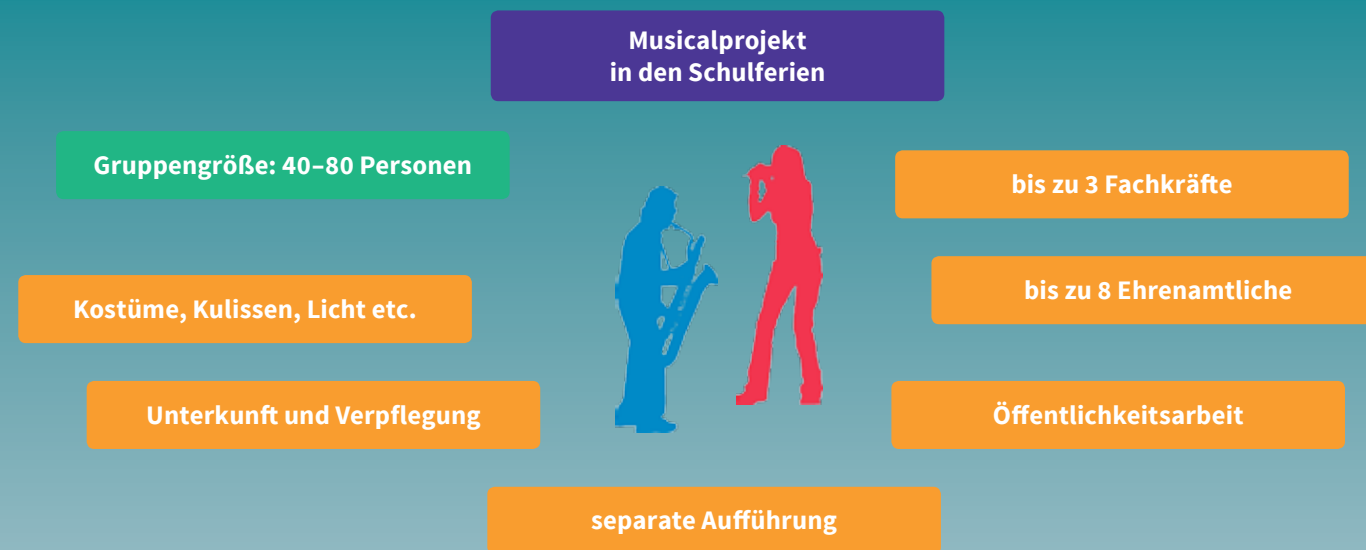 Musicalprojekt
in den Schulferien
Gruppengröße: 40–80 Personen
bis zu 3 Fachkräfte
Kostüme, Kulissen, Licht etc.
bis zu 8 Ehrenamtliche
Unterkunft und Verpflegung
Öffentlichkeitsarbeit
separate Aufführung